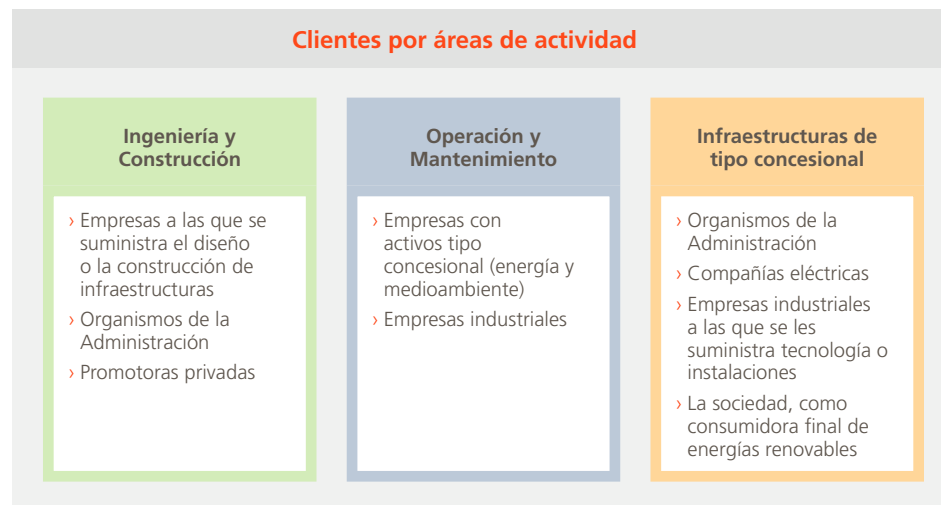 Clientes por áreas de actividad
Ingeniería y
Construcción
› Empresas a las que se
suministra el diseño
o la construcción de
infraestructuras
› Organismos de la
Administración
› Promotoras privadas
Operación y
Mantenimiento
› Empresas con
activos tipo
concesional (energía y
medioambiente)
› Empresas industriales
Infraestructuras de
tipo concesional
› Organismos de la
Administración
› Compañías eléctricas
› Empresas industriales
a las que se les
suministra tecnología o
instalaciones
› La sociedad, como
consumidora final de
energías renovables